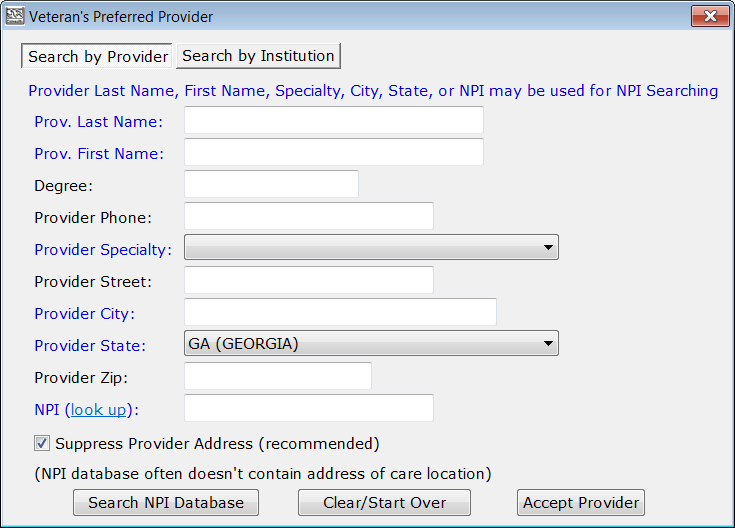 Veteran's Preferred Provider
Search by Provider Search by Institution
Provider Last Name, First Name, Specialty, City, State, or NPI may be used for NPI Searching
Prov. Last Name:
Prov. First Name:
Degree:
Provider Phone:
Provider Specialty:
Provider Street:
Provider City:
Provider State: GA (GEORGIA)
Provider Zip:
NPI (look up):
Suppress Provider Address (recommended)
(NPI database often doesn't contain address of care location)
Search NPI Database Clear/Start Over Accept Provider